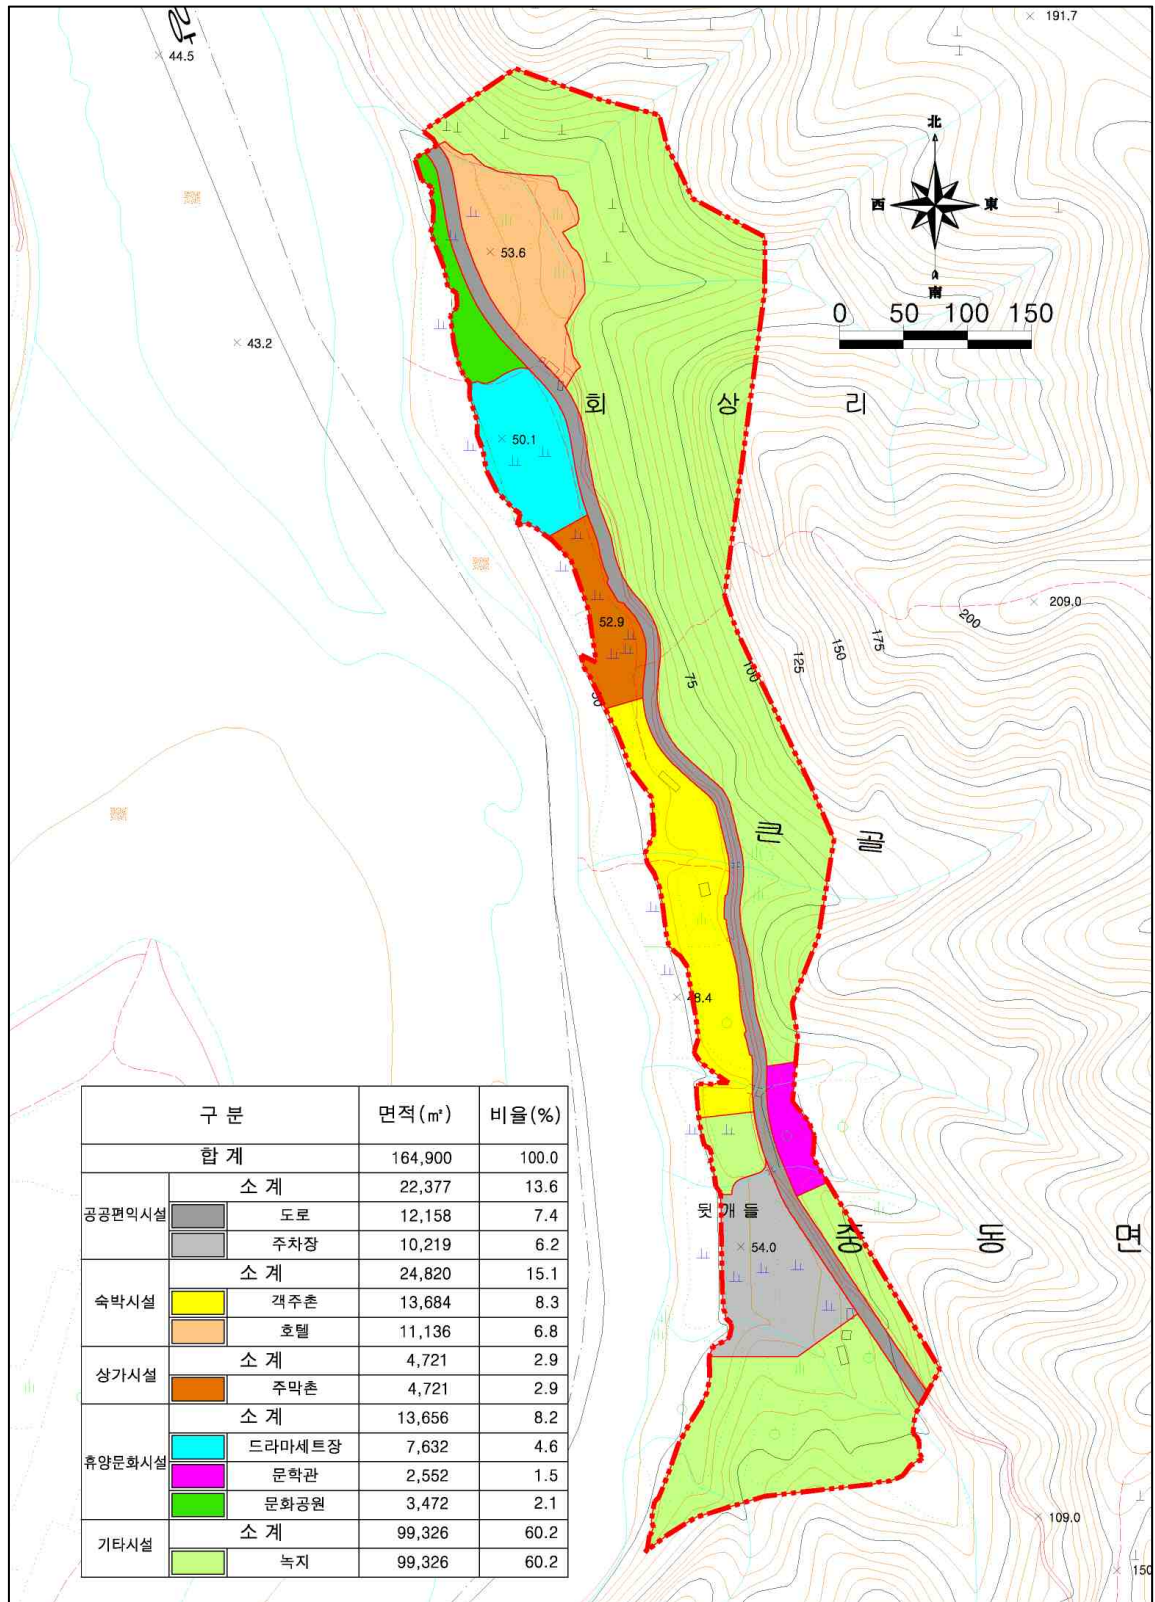 강
191.7
44.5
北
西 東
南
53.6
0 50 100 150
43.2
회 상 리
50.1
209.0
200
52.9
175
150
125
100
75
50
큰 골
48.4
구 분 면적(㎡) 비율(%)
합 계 164,900 100.0
공공편익시설 소 계 22,377 13.6
도로 12,158 7.4
주차장 10,219 6.2
숙박시설 소 계 24,820 15.1
객주촌 13,684 8.3
호텔 11,136 6.8
상가시설 소 계 4,721 2.9
주막촌 4,721 2.9
휴양문화시설 소 계 13,656 8.2
드라마세트장 7,632 4.6
문학관 2,552 1.5
문화공원 3,472 2.1
기타시설 소 계 99,326 60.2
녹지 99,326 60.2
뒷개들
54.0
중 동 면
109.0
150